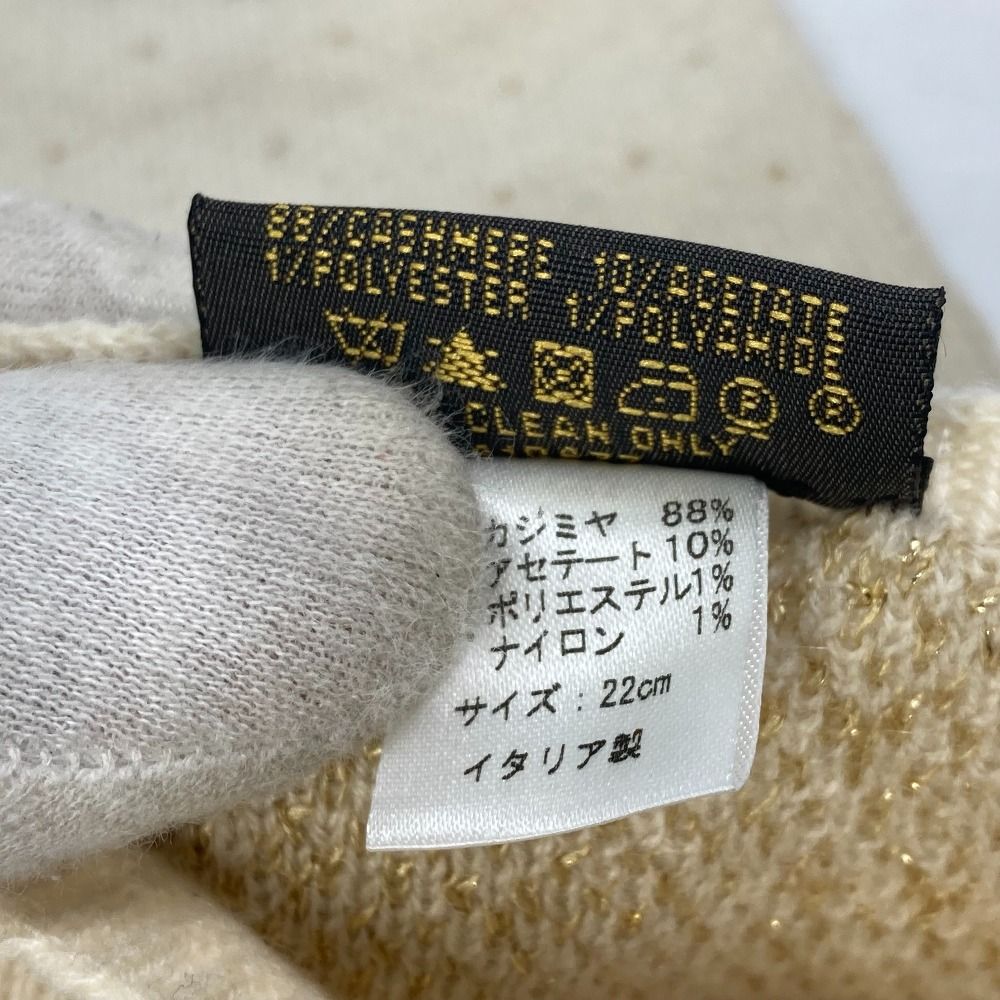 88%CASHMERE 10%ACETATE
1%POLYESTER 1%POLYAMIDE
P R
CLEAN ONLY
カジミヤ 88%
アセテート 10%
ポリエステル1%
ナイロン 1%
サイズ : 22cm
イタリア製